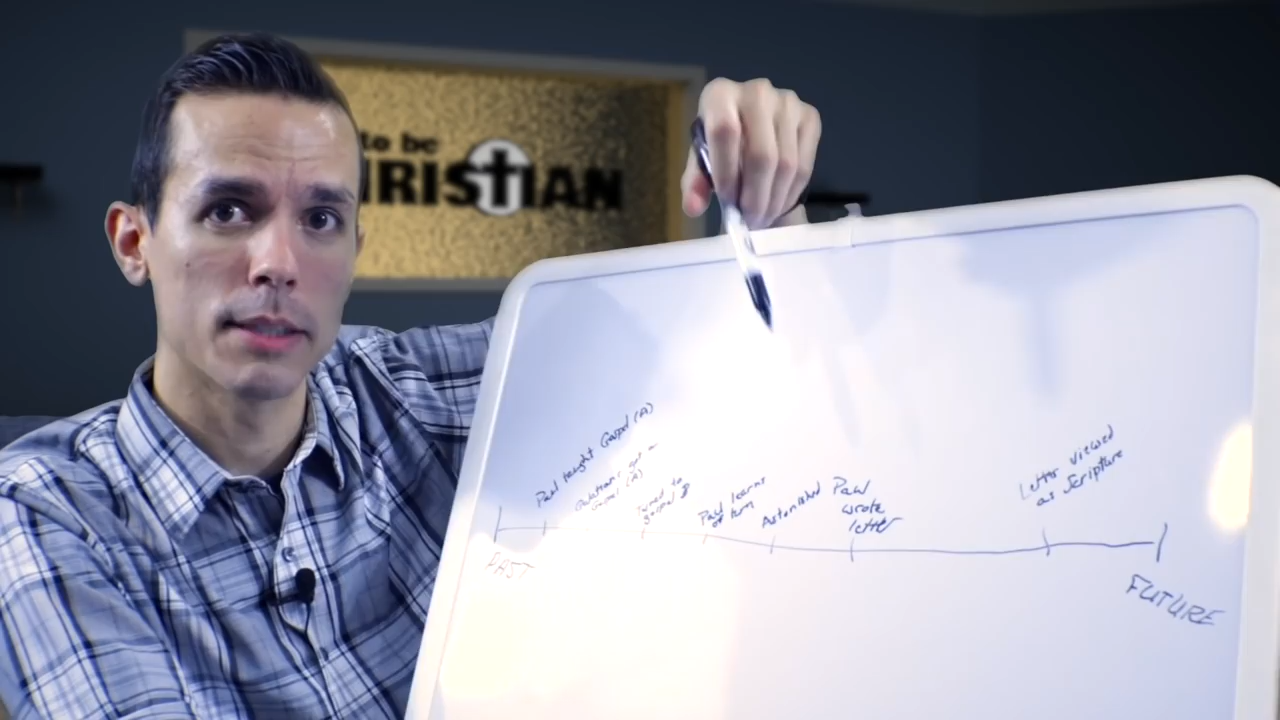 to be
CHRISTIAN
Paul taught Gospel (A)
Galatians got
Gospel (A)
Turned to
gospel B
Paul learns
of turn
Astonished
Paul
wrote
letter
Letter viewed
as Scripture
PAST
FUTURE